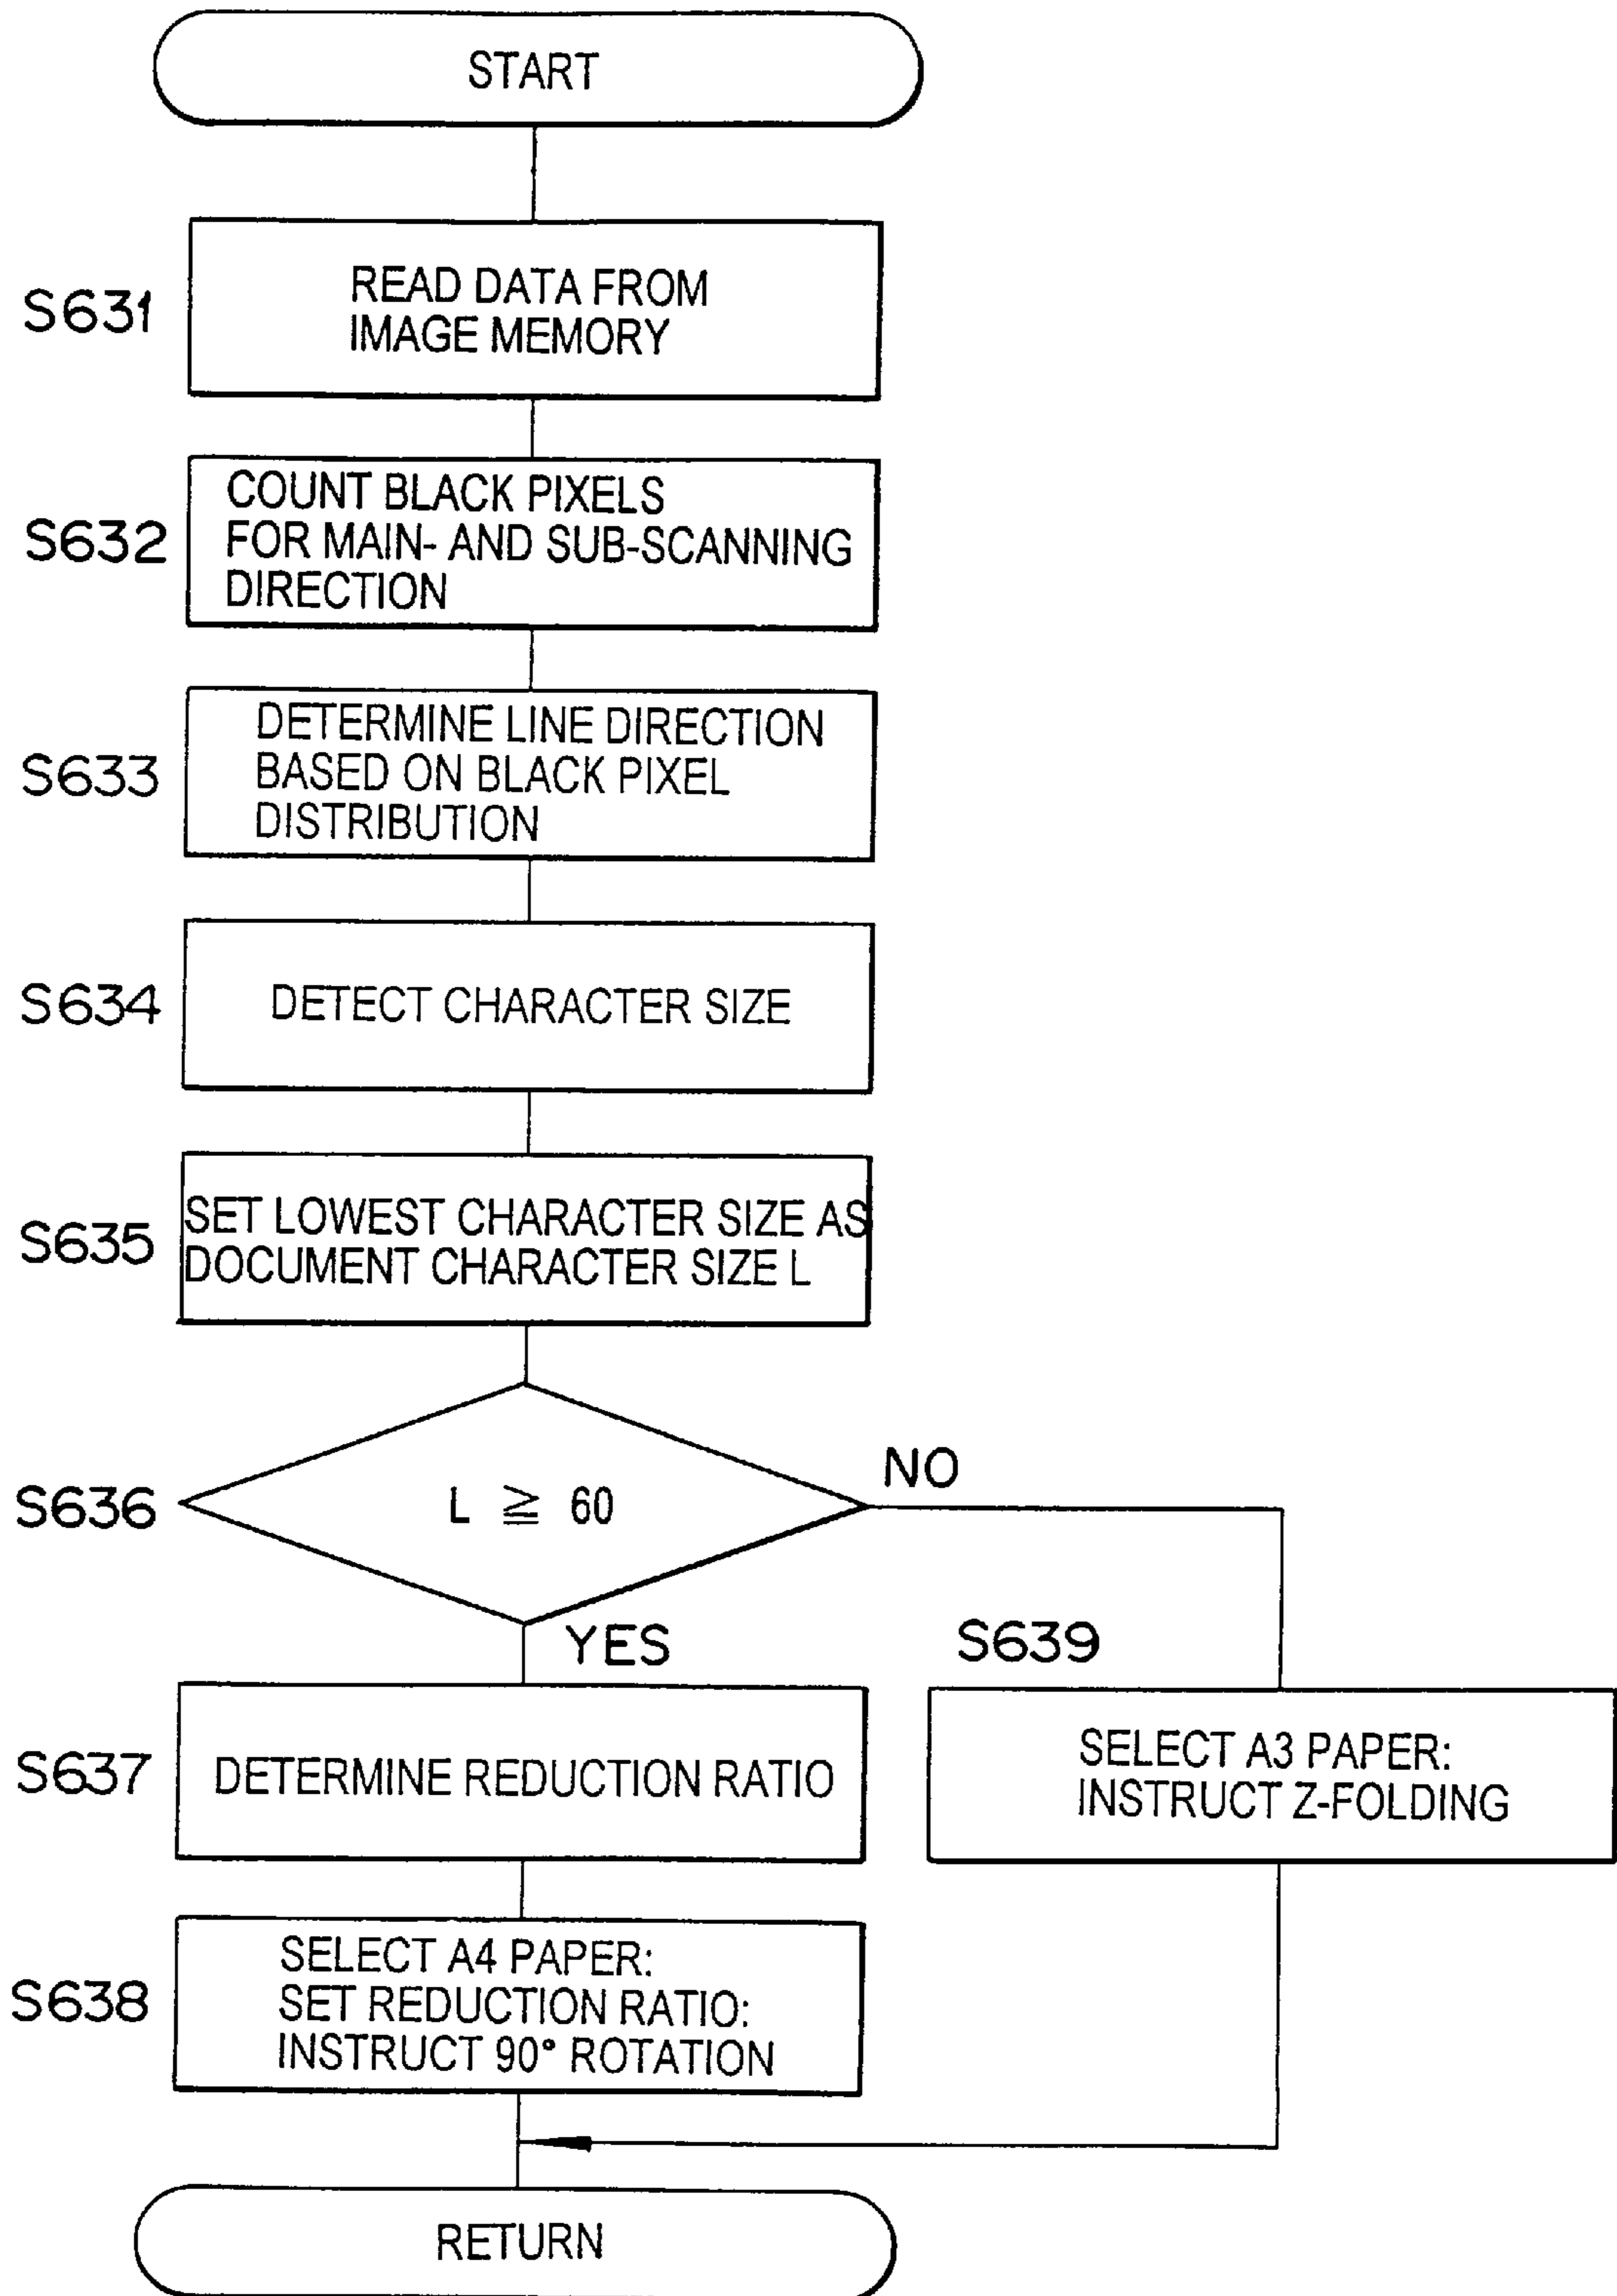 START
S631
READ DATA FROM
IMAGE MEMORY
S632
COUNT BLACK PIXELS
FOR MAIN- AND SUB-SCANNING
DIRECTION
S633
DETERMINE LINE DIRECTION
BASED ON BLACK PIXEL
DISTRIBUTION
S634
DETECT CHARACTER SIZE
S635
SET LOWEST CHARACTER SIZE AS
DOCUMENT CHARACTER SIZE L
S636
L ≧ 60
NO
YES
S637
DETERMINE REDUCTION RATIO
S639
SELECT A3 PAPER:
INSTRUCT Z-FOLDING
S638
SELECT A4 PAPER:
SET REDUCTION RATIO:
INSTRUCT 90° ROTATION
RETURN